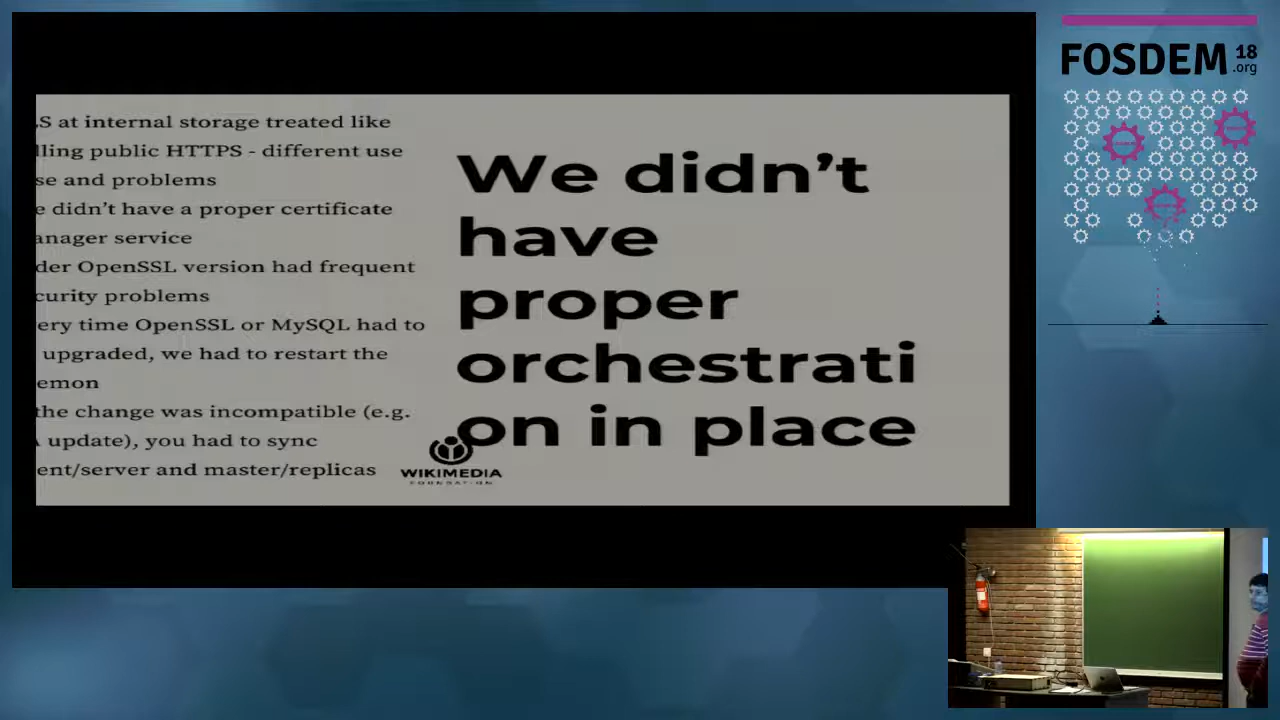 .S at internal storage treated like
lling public HTTPS - different use
se and problems
e didn't have a proper certificate
anager service
der OpenSSL version had frequent
curity problems
ery time OpenSSL or MySQL had to
upgraded, we had to restart the
emon
the change was incompatible (e.g.
A update), you had to sync
ent/server and master/replicas
We didn’t
have
proper
orchestrati
on in place
WIKIMEDIA
FOUNDATION
FOSDEM 18
.org